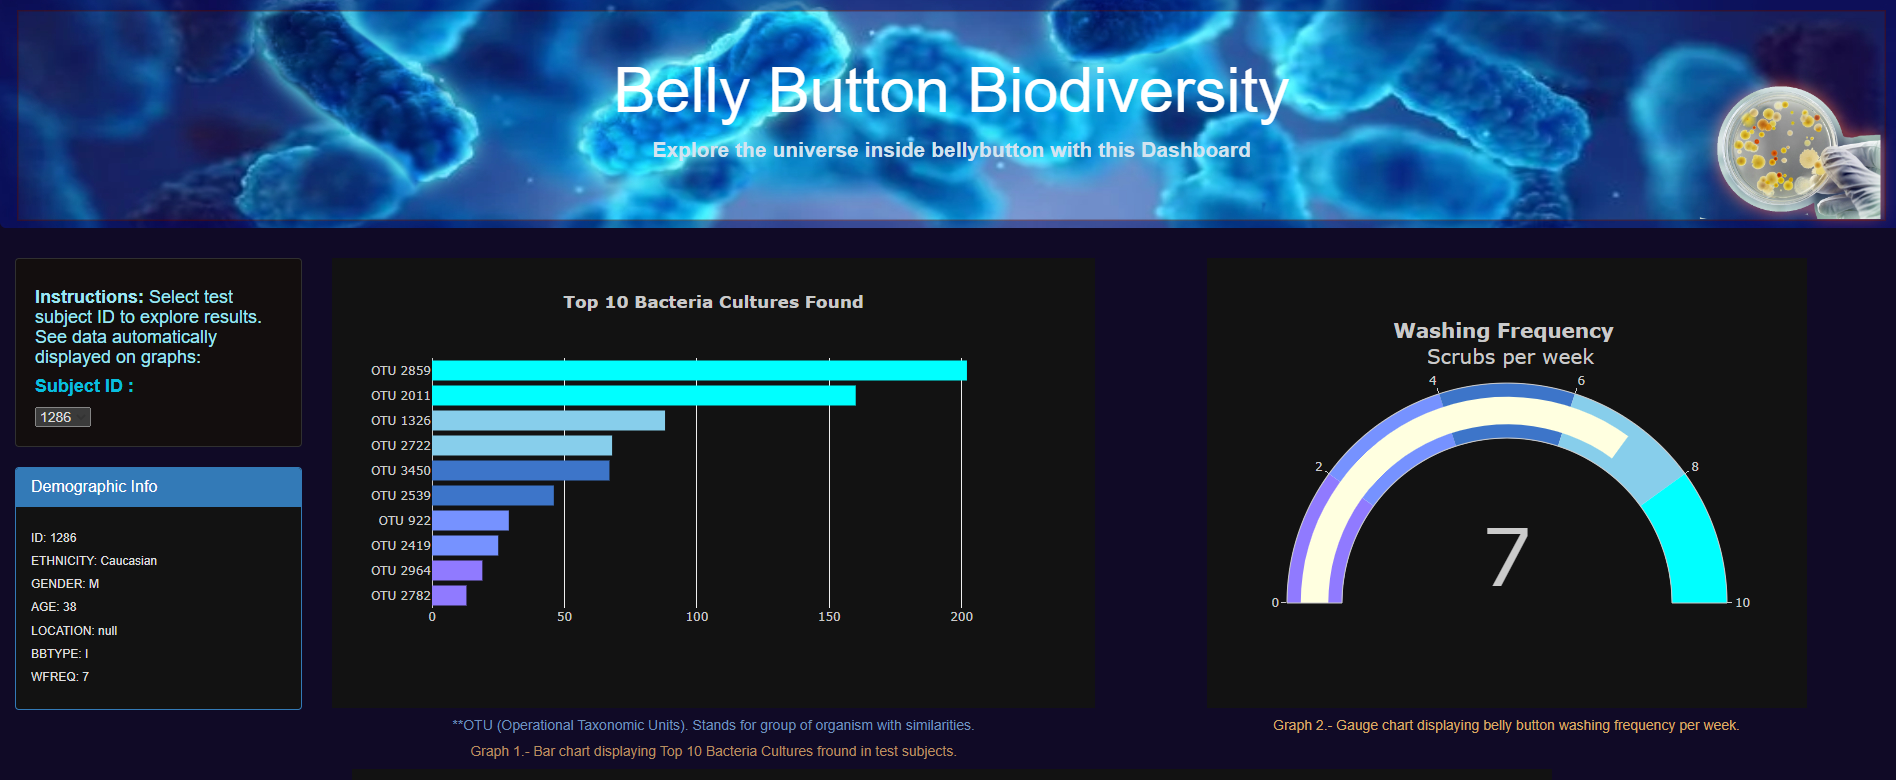 Belly Button Biodiversity
Explore the universe inside bellybutton with this Dashboard
Instructions: Select test
subject ID to explore results.
See data automatically
displayed on graphs:
Subject ID :
1286
Demographic Info
ID: 1286
ETHNICITY: Caucasian
GENDER: M
AGE: 38
LOCATION: null
BBTYPE: I
WFREQ: 7
Top 10 Bacteria Cultures Found
OTU 2859
OTU 2011
OTU 1326
OTU 2722
OTU 3450
OTU 2539
OTU 922
OTU 2419
OTU 2964
OTU 2782
0 50 100 150 200
**OTU (Operational Taxonomic Units). Stands for group of organism with similarities.
Graph 1.- Bar chart displaying Top 10 Bacteria Cultures fround in test subjects.
Washing Frequency
Scrubs per week
4 6
2 8
7
0 10
Graph 2.- Gauge chart displaying belly button washing frequency per week.